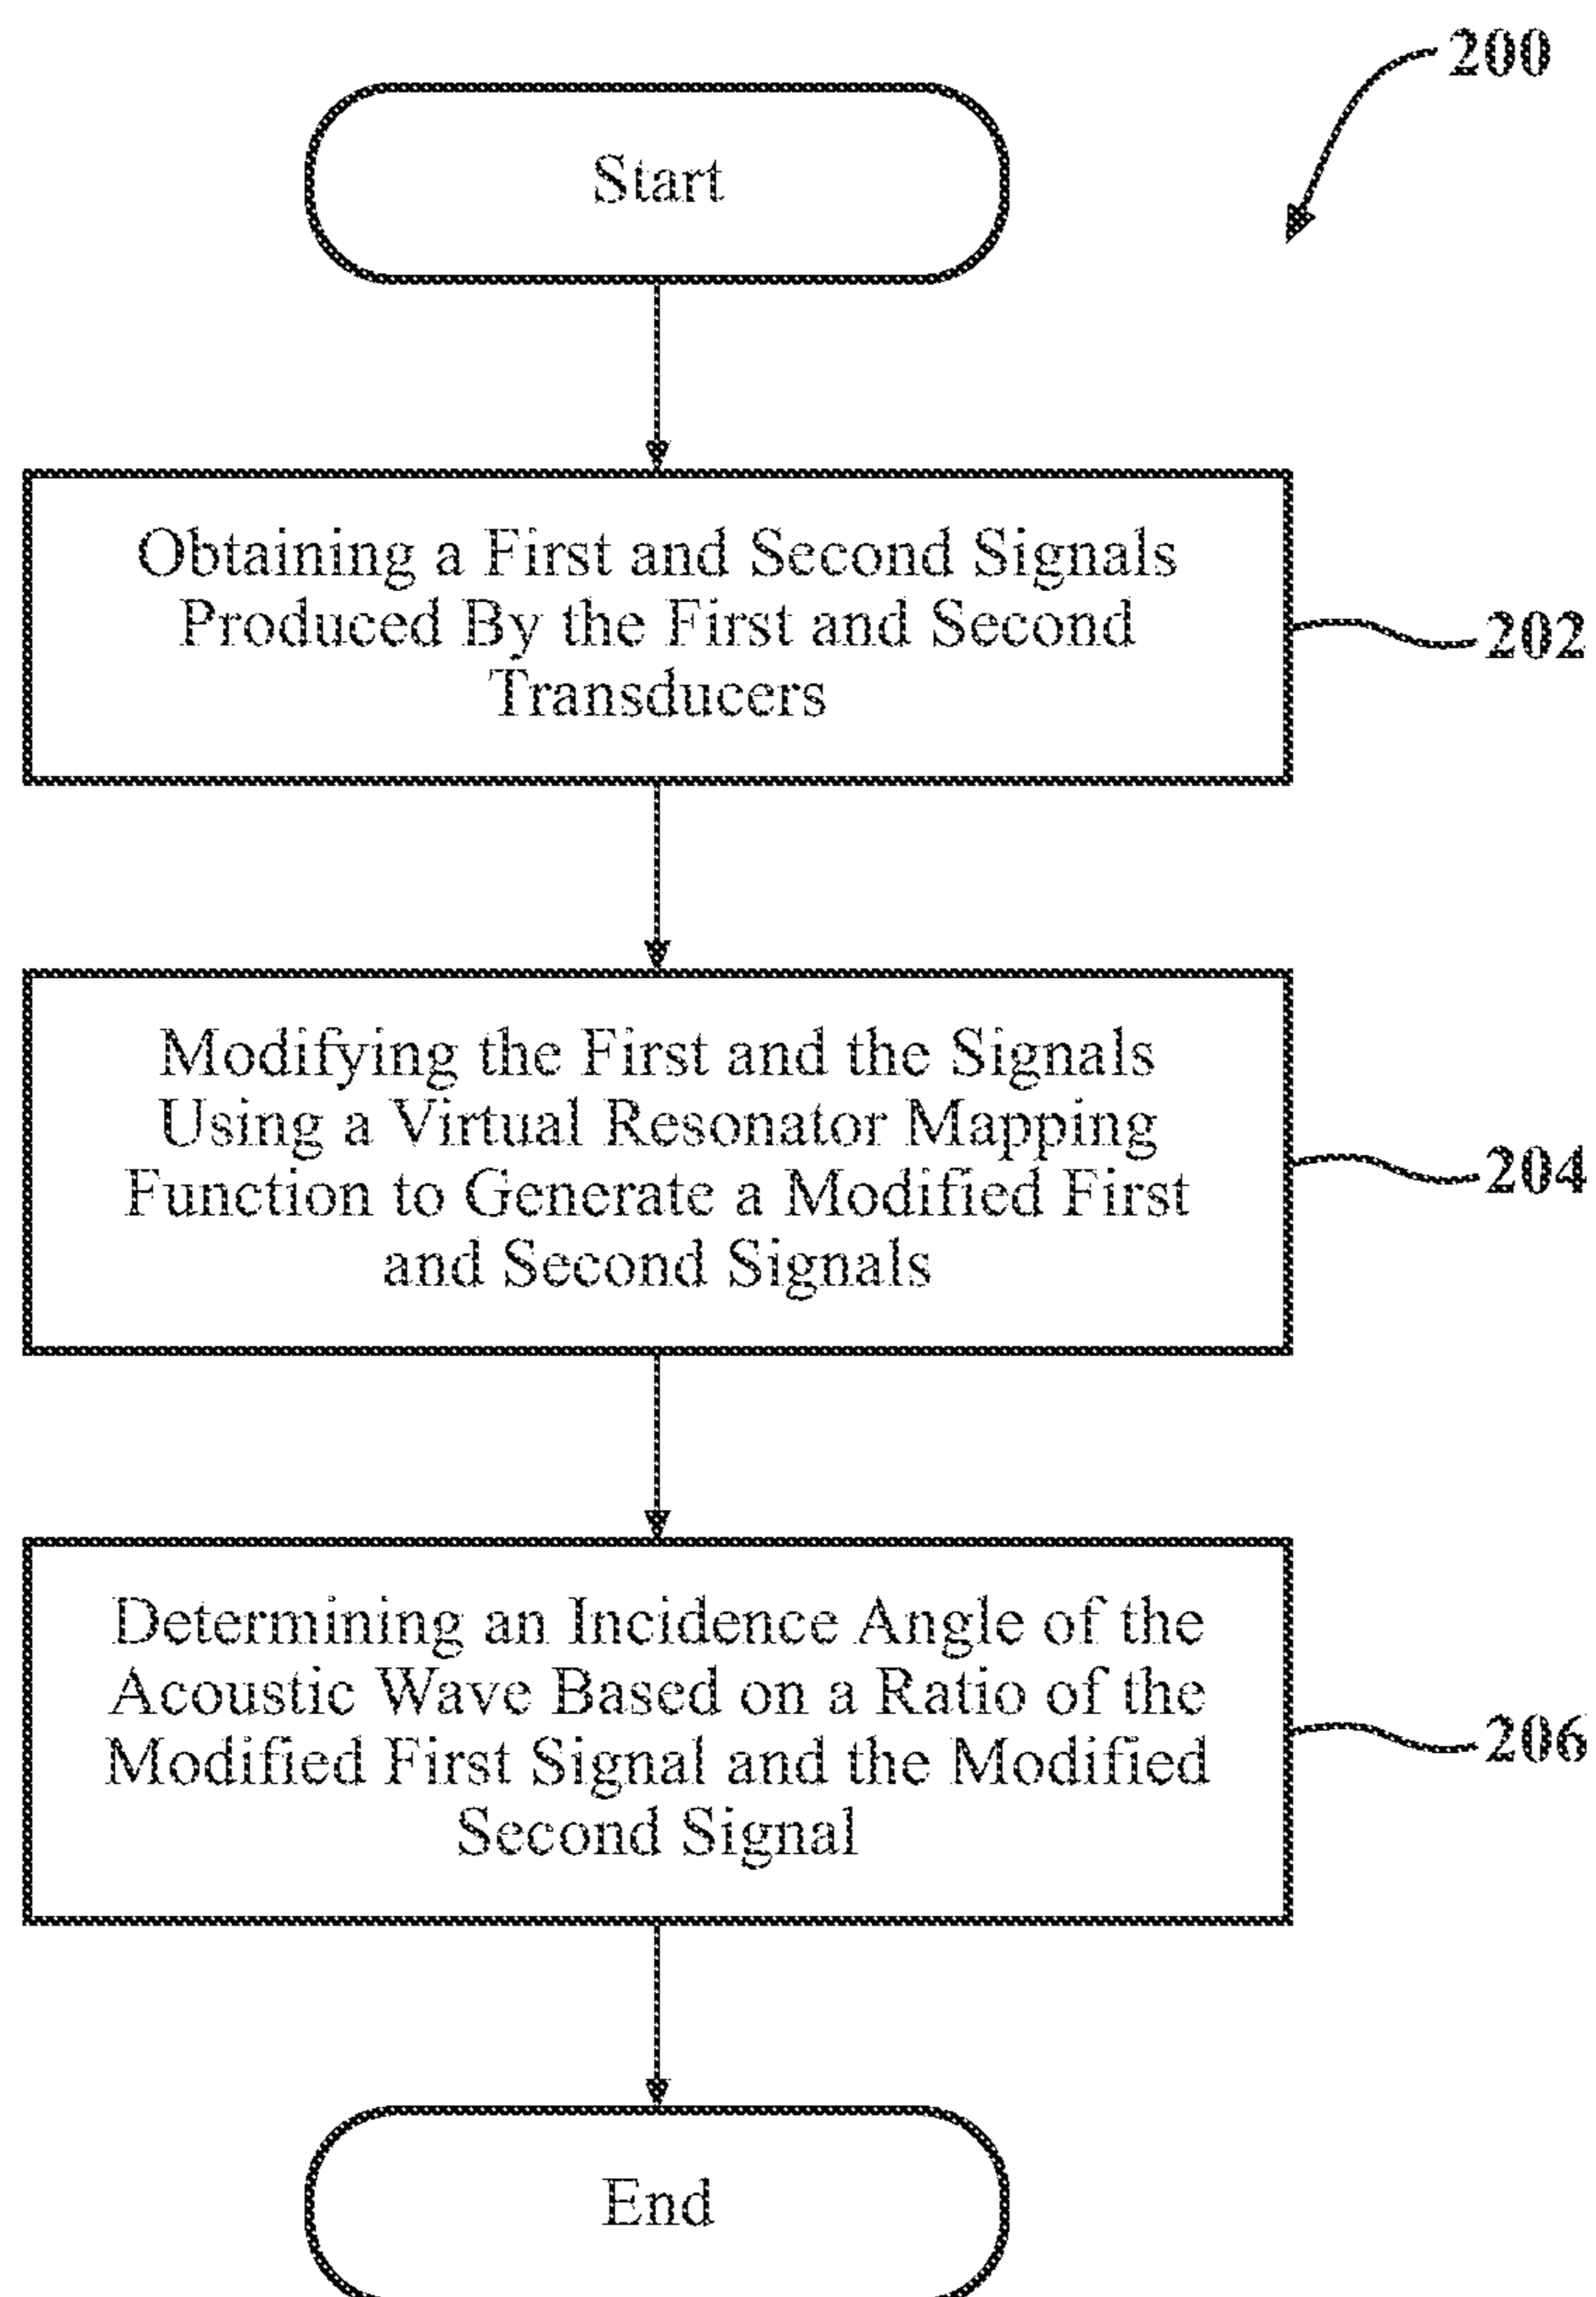 200
Start
Obtaining a First and Second Signals
Produced By the First and Second
Transducers
202
Modifying the First and the Signals
Using a Virtual Resonator Mapping
Function to Generate a Modified First
and Second Signals
204
Determining an Incidence Angle of the
Acoustic Wave Based on a Ratio of the
Modified First Signal and the Modified
Second Signal
206
End